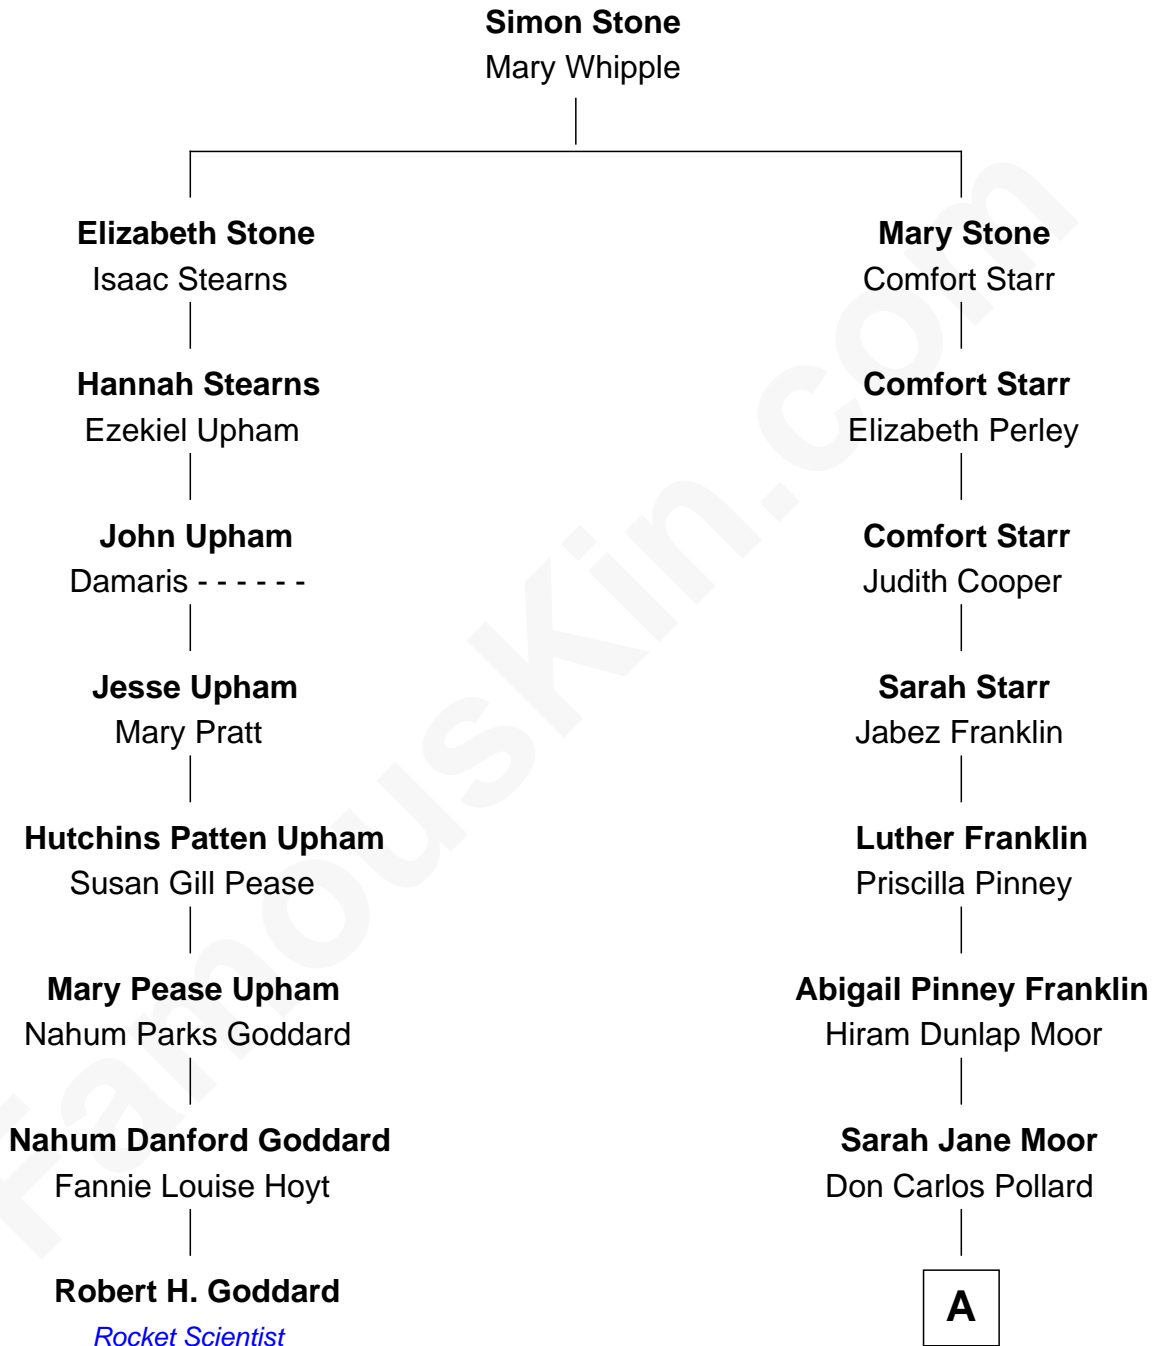 Simon Stone
Mary Whipple
Elizabeth Stone
Isaac Stearns
Mary Stone
Comfort Starr
Hannah Stearns
Ezekiel Upham
Comfort Starr
Elizabeth Perley
John Upham
Damaris - - - - - -
Comfort Starr
Judith Cooper
Jesse Upham
Mary Pratt
Sarah Starr
Jabez Franklin
Hutchins Patten Upham
Susan Gill Pease
Luther Franklin
Priscilla Pinney
Mary Pease Upham
Nahum Parks Goddard
Abigail Pinney Franklin
Hiram Dunlap Moor
Nahum Danford Goddard
Fannie Louise Hoyt
Sarah Jane Moor
Don Carlos Pollard
Robert H. Goddard
Rocket Scientist
A
FamousKin.com